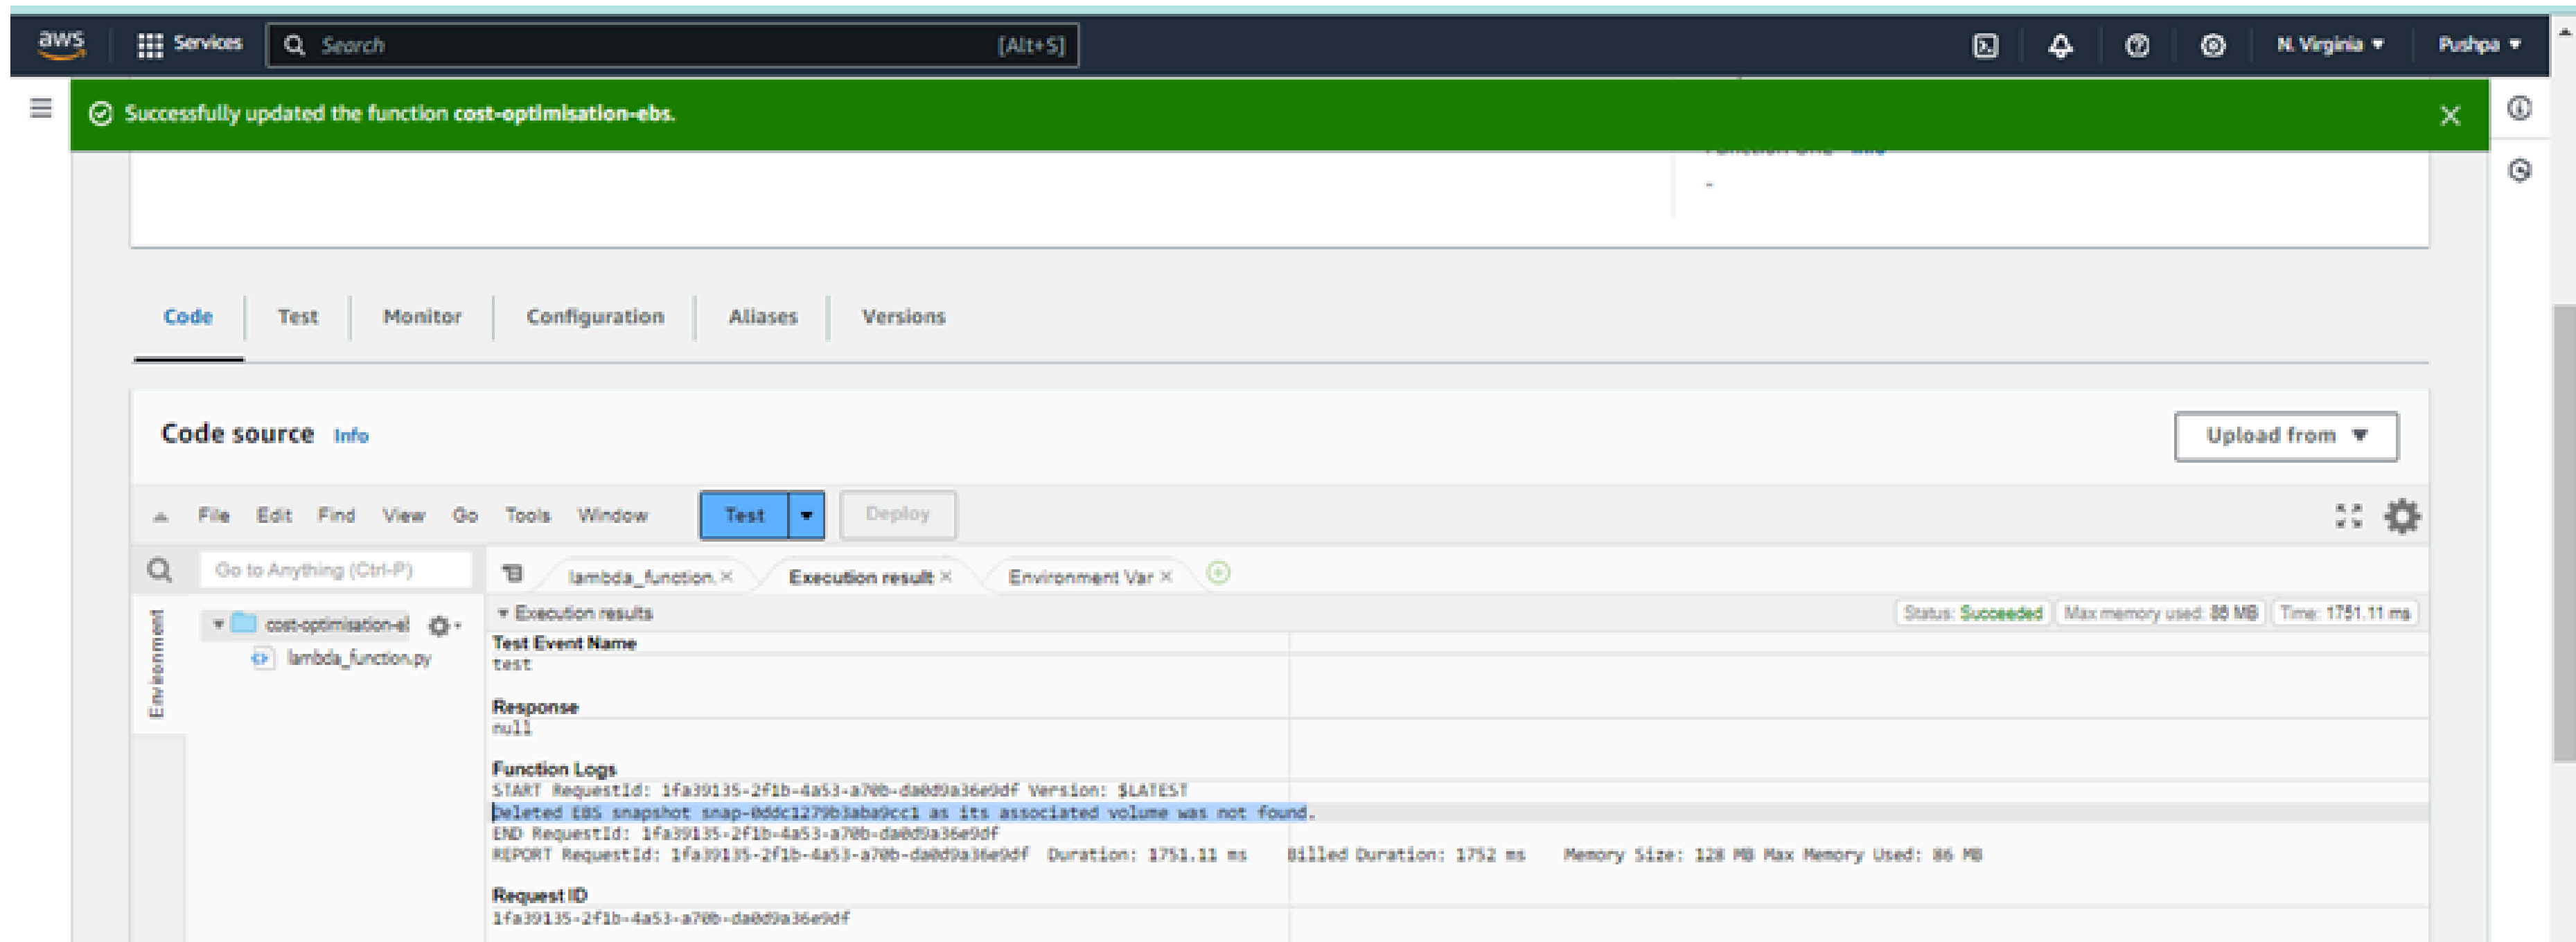 aws Services Search [Alt+S] N. Virginia Pushpa
Successfully updated the function cost-optimisation-ebs.
-
Code Test Monitor Configuration Aliases Versions
Code source Info Upload from
File Edit Find View Go Tools Window Test Deploy
Go to Anything (Ctrl-P) lambda_function. Execution result Environment Var
Environment
cost-optimisation-el
lambda_function.py
Execution results Status: Succeeded Max memory used: 86 MB Time: 1751.11 ms
Test Event Name
test
Response
null
Function Logs
START RequestId: 1fa39135-2f1b-4a53-a70b-da0d9a36e9df Version: $LATEST
Deleted EBS snapshot snap-0ddc1279b3aba9cc1 as its associated volume was not found.
END RequestId: 1fa39135-2f1b-4a53-a70b-da0d9a36e9df
REPORT RequestId: 1fa39135-2f1b-4a53-a70b-da0d9a36e9df Duration: 1751.11 ms Billed Duration: 1752 ms Memory Size: 128 MB Max Memory Used: 86 MB
Request ID
1fa39135-2f1b-4a53-a70b-da0d9a36e9df